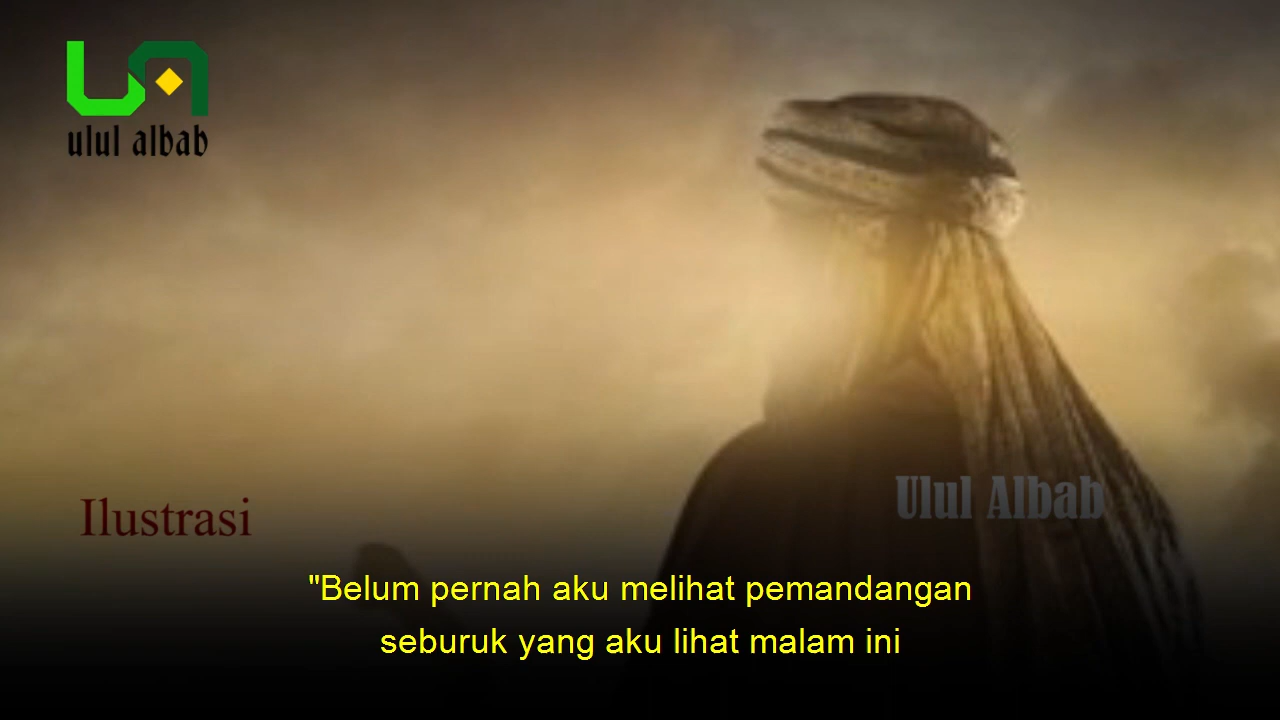 ulul albab
Ulul Albab
Ilustrasi
"Belum pernah aku melihat pemandangan
seburuk yang aku lihat malam ini